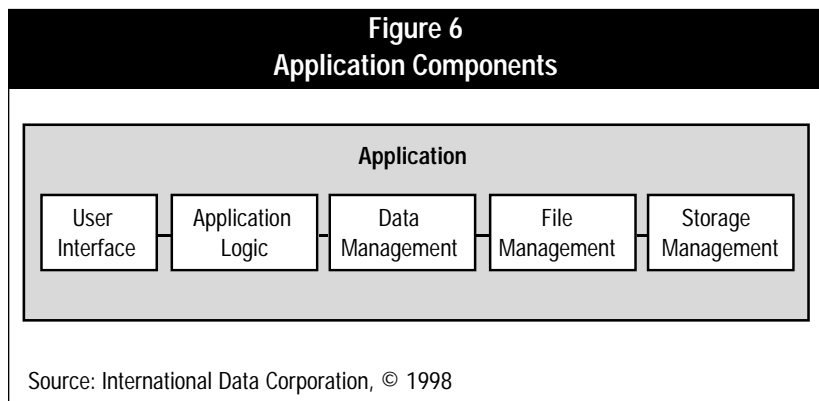 Figure 6
Application Components
Application
User
Interface
Application
Logic
Data
Management
File
Management
Storage
Management
Source: International Data Corporation, © 1998